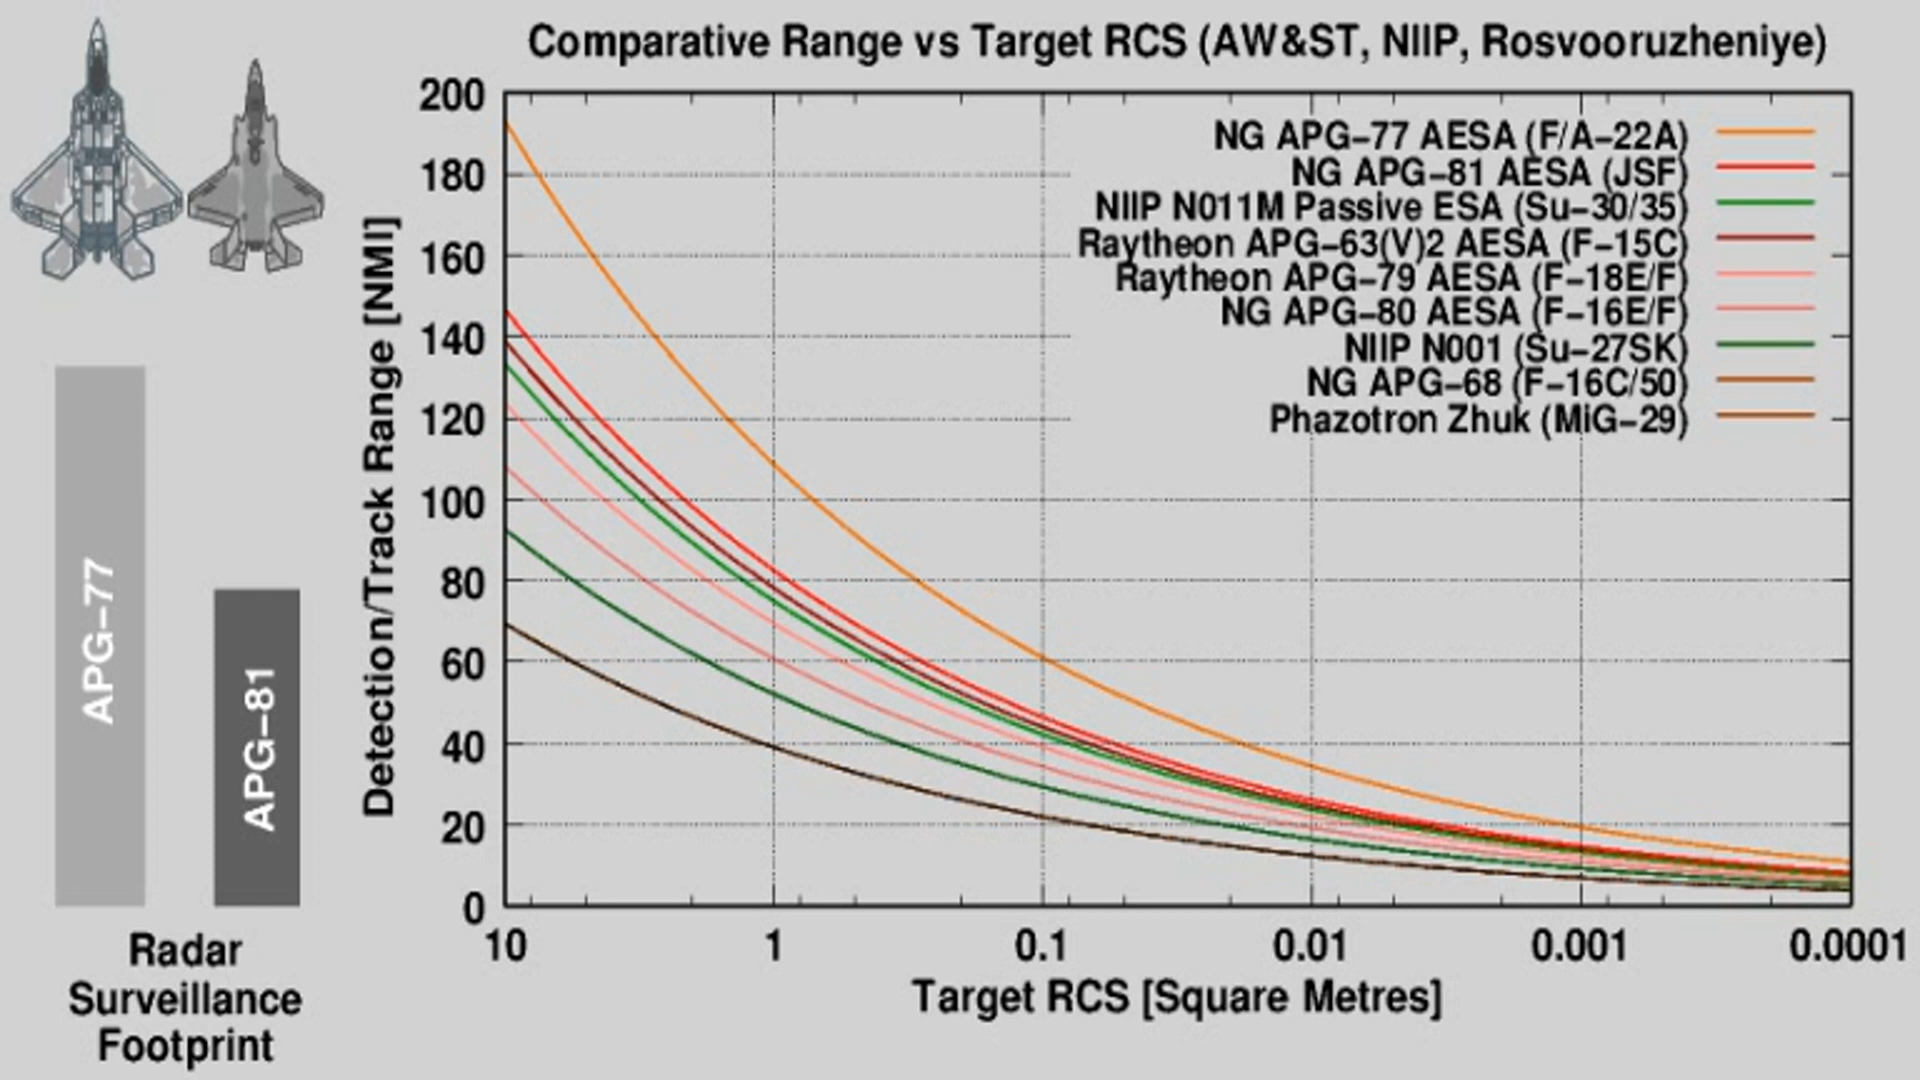 Comparative Range vs Target RCS (AW&ST, NIIP, Rosvooruzheniye)
NG APG-77 AESA (F/A-22A)
NG APG-81 AESA (JSF)
NIIP N011M Passive ESA (Su-30/35)
Raytheon APG-63(V)2 AESA (F-15C)
Raytheon APG-79 AESA (F-18E/F)
NG APG-80 AESA (F-16E/F)
NIIP N001 (Su-27SK)
NG APG-68 (F-16C/50)
Phazotron Zhuk (MiG-29)
Detection/Track Range [NMI]
200
180
160
140
120
100
80
60
40
20
0
10 1 0.1 0.01 0.001 0.0001
Target RCS [Square Metres]
APG-77
APG-81
Radar
Surveillance
Footprint